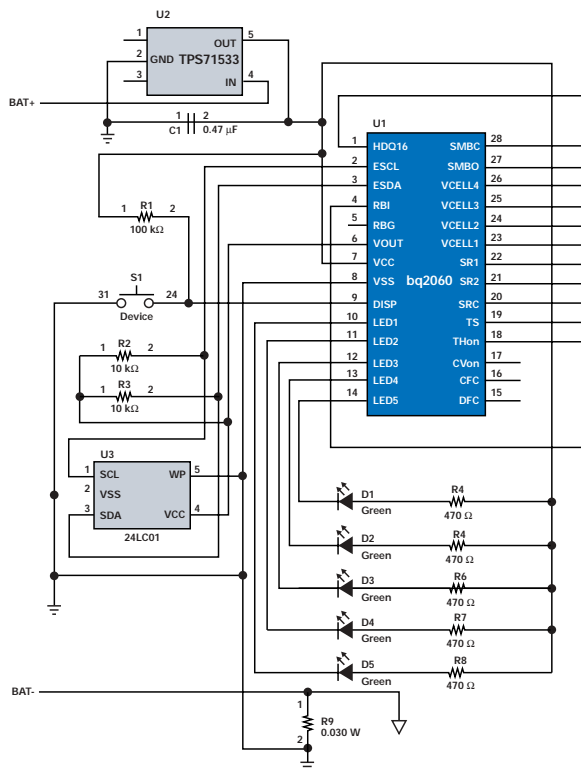 U2
1
2
3
OUT
GND TPS71533
IN
5
4
BAT+
1 2
C1 0.47 µF
U1
1 HDQ16 SMBC 28
2 ESCL SMBO 27
3 ESDA VCELL4 26
4 RBI VCELL3 25
5 RBG VCELL2 24
6 VOUT VCELL1 23
7 VCC SR1 22
8 VSS bq2060 SR2 21
9 DISP SRC 20
10 LED1 TS 19
11 LED2 THon 18
12 LED3 CVon 17
13 LED4 CFC 16
14 LED5 DFC 15
1 R1 2
100 kΩ
S1
31 24
Device
1 R2 2
10 kΩ
1 R3 2
10 kΩ
U3
1 SCL WP 5
2 VSS
3 SDA VCC 4
24LC01
D1 R4
Green 470 Ω
D2 R4
Green 470 Ω
D3 R6
Green 470 Ω
D4 R7
Green 470 Ω
D5 R8
Green 470 Ω
BAT-
1
R9
0.030 W
2